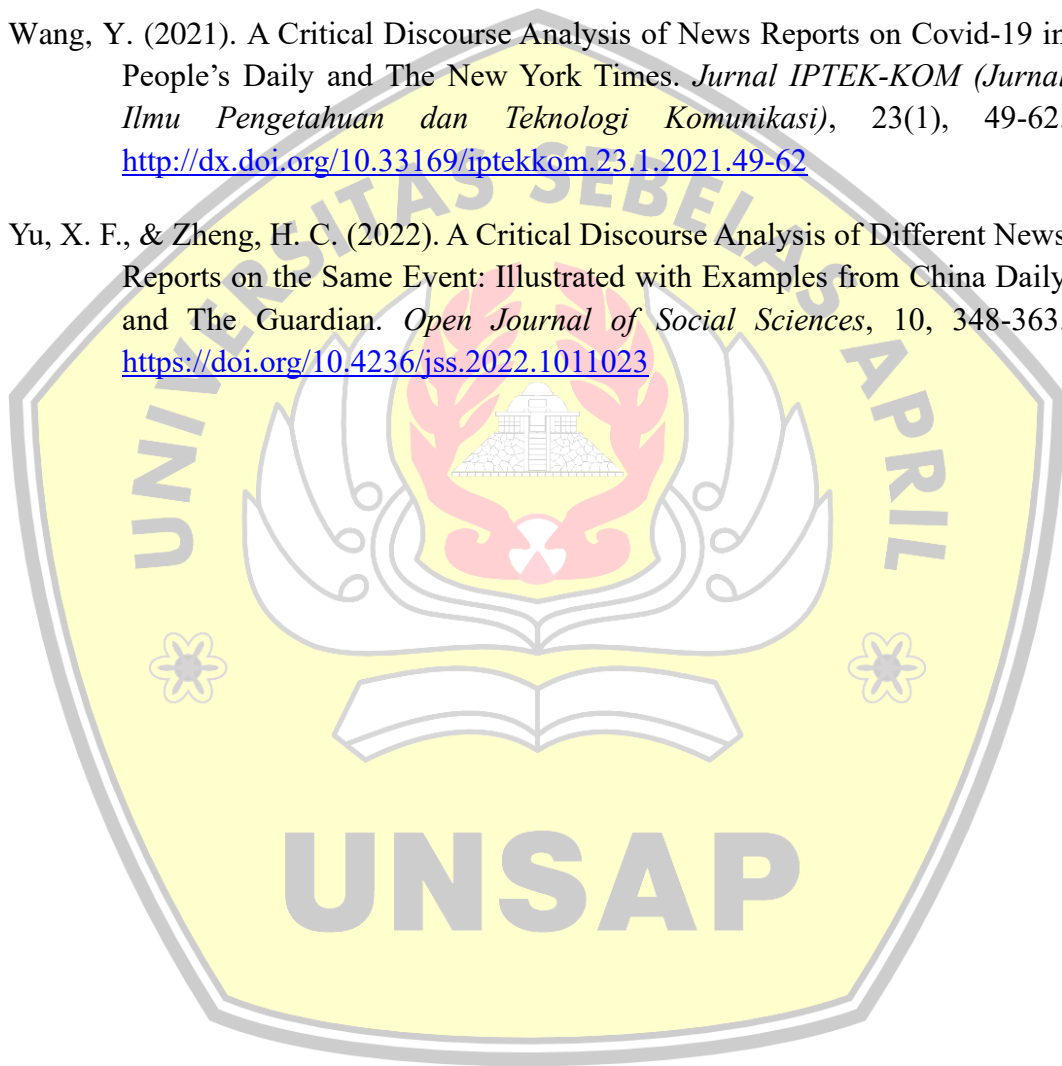 Wang, Y. (2021). A Critical Discourse Analysis of News Reports on Covid-19 in
People’s Daily and The New York Times. Jurnal IPTEK-KOM (Jurnal
Ilmu Pengetahuan dan Teknologi Komunikasi), 23(1), 49-62.
http://dx.doi.org/10.33169/iptekkom.23.1.2021.49-62
Yu, X. F., & Zheng, H. C. (2022). A Critical Discourse Analysis of Different News
Reports on the Same Event: Illustrated with Examples from China Daily
and The Guardian. Open Journal of Social Sciences, 10, 348-363.
https://doi.org/10.4236/jss.2022.1011023
UNIVERSITAS SEBELAS APRIL
UNSAP